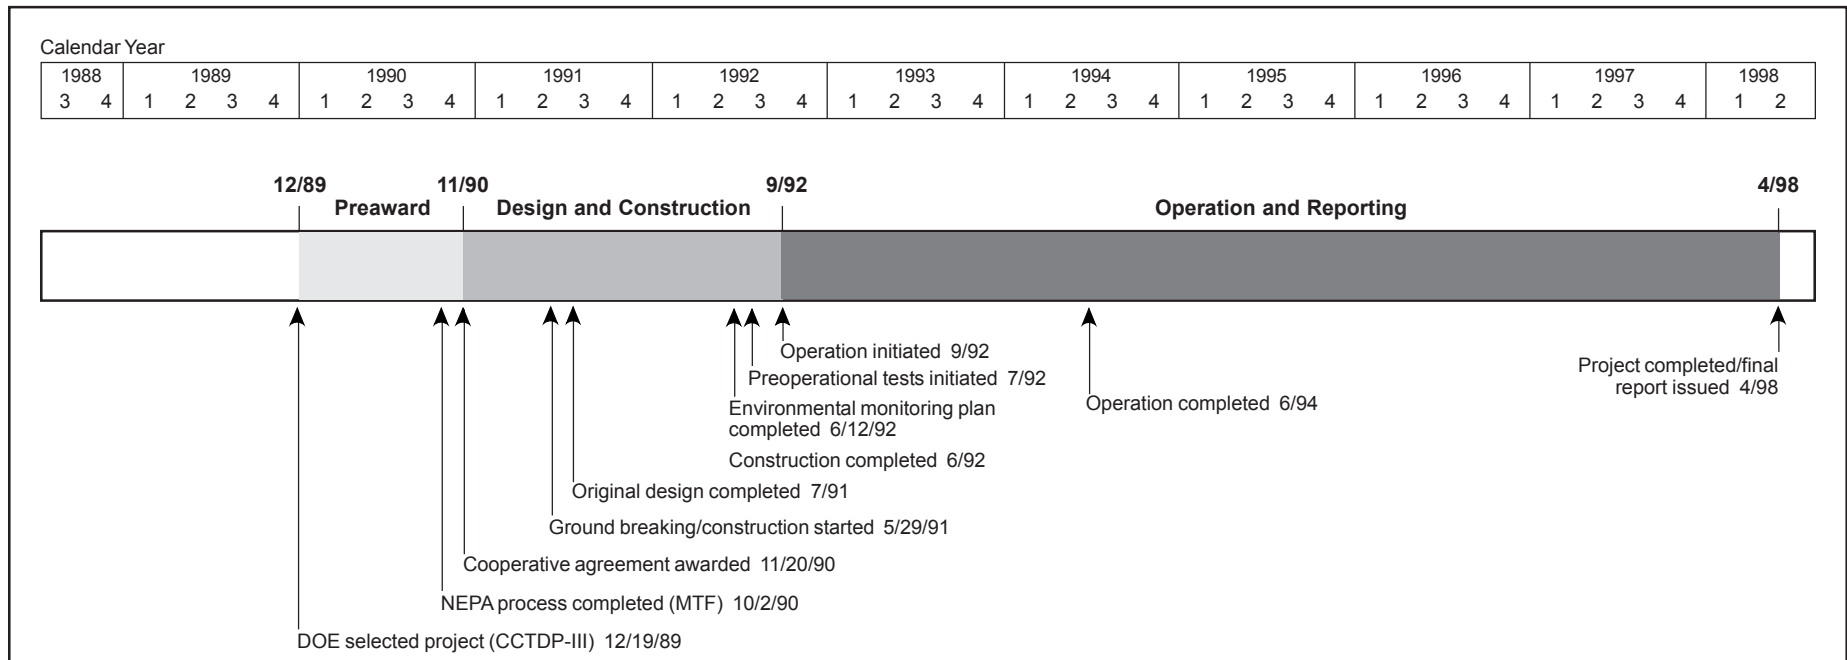 Calendar Year
1988 1989 1990 1991 1992 1993 1994 1995 1996 1997 1998
3 4 1 2 3 4 1 2 3 4 1 2 3 4 1 2 3 4 1 2 3 4 1 2 3 4 1 2 3 4 1 2 3 4 1 2 3 4 1 2
12/89 11/90 9/92 4/98
Preaward Design and Construction Operation and Reporting
Operation initiated 9/92
Preoperational tests initiated 7/92
Environmental monitoring plan
completed 6/12/92
Construction completed 6/92
Original design completed 7/91
Ground breaking/construction started 5/29/91
Cooperative agreement awarded 11/20/90
NEPA process completed (MTF) 10/2/90
DOE selected project (CCTDP-III) 12/19/89
Operation completed 6/94
Project completed/final
report issued 4/98